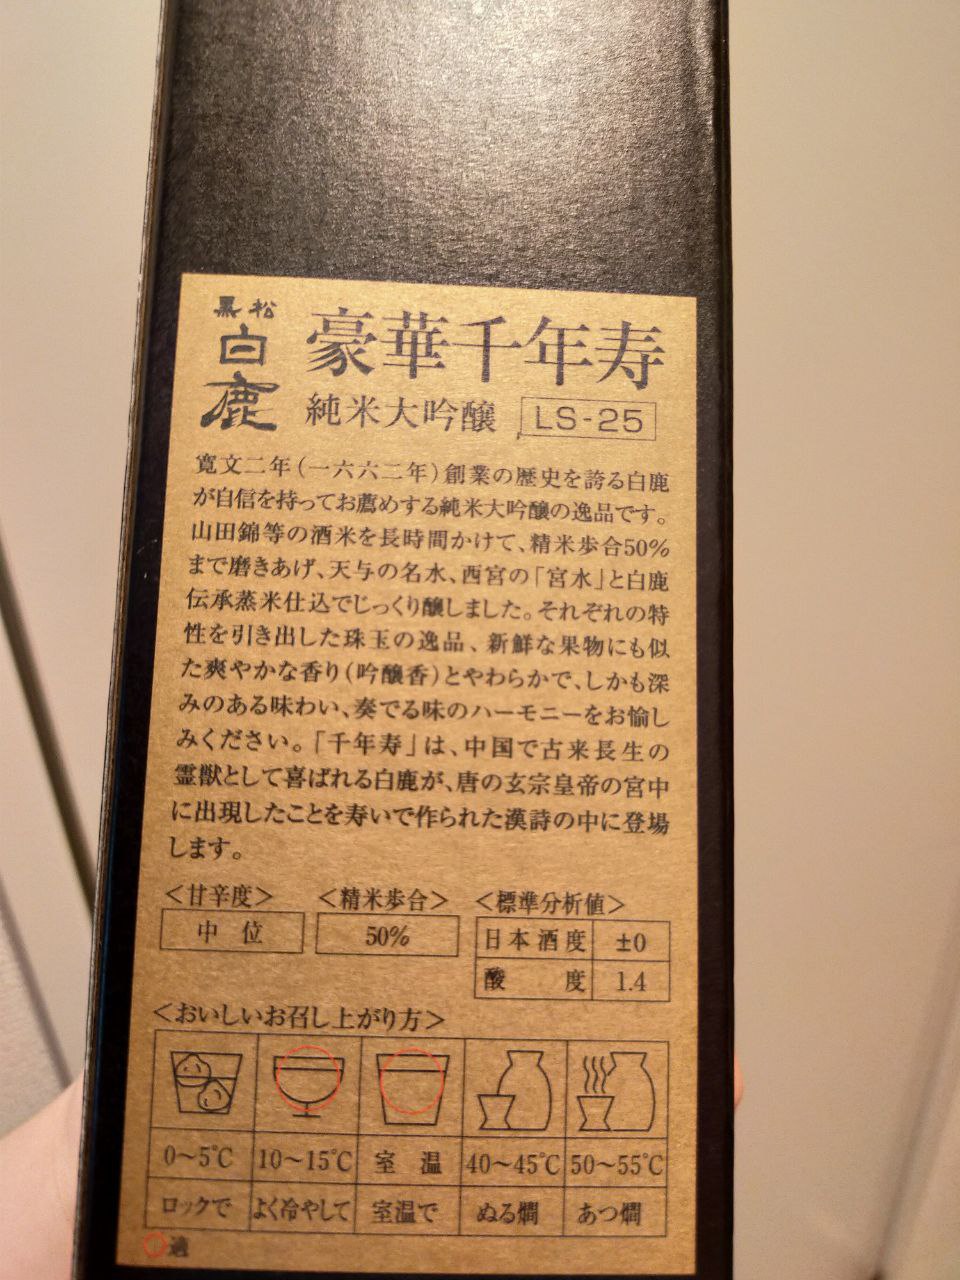 黒松
白鹿
豪華千年寿
純米大吟醸 LS-25
寛文二年(一六六二年)創業の歴史を誇る白鹿
が自信を持ってお薦めする純米大吟醸の逸品です。
山田錦等の酒米を長時間かけて、精米歩合50%
まで磨きあげ、天与の名水、西宮の「宮水」と白鹿
伝承蒸米仕込でじっくり醸しました。それぞれの特
性を引き出した珠玉の逸品、新鮮な果物にも似
た爽やかな香り(吟醸香)とやわらかで、しかも深
みのある味わい、奏でる味のハーモニーをお愉し
みください。「千年寿」は、中国で古来長生の
霊獣として喜ばれる白鹿が、唐の玄宗皇帝の宮中
に出現したことを寿いで作られた漢詩の中に登場
します。
<甘辛度> <精米歩合> <標準分析値>
中位 50% 日本酒度 ±0
酸度 1.4
<おいしいお召し上がり方>
0～5℃ 10～15℃ 室温 40～45℃ 50～55℃
ロックで よく冷やして 室温で ぬる燗 あつ燗
○適